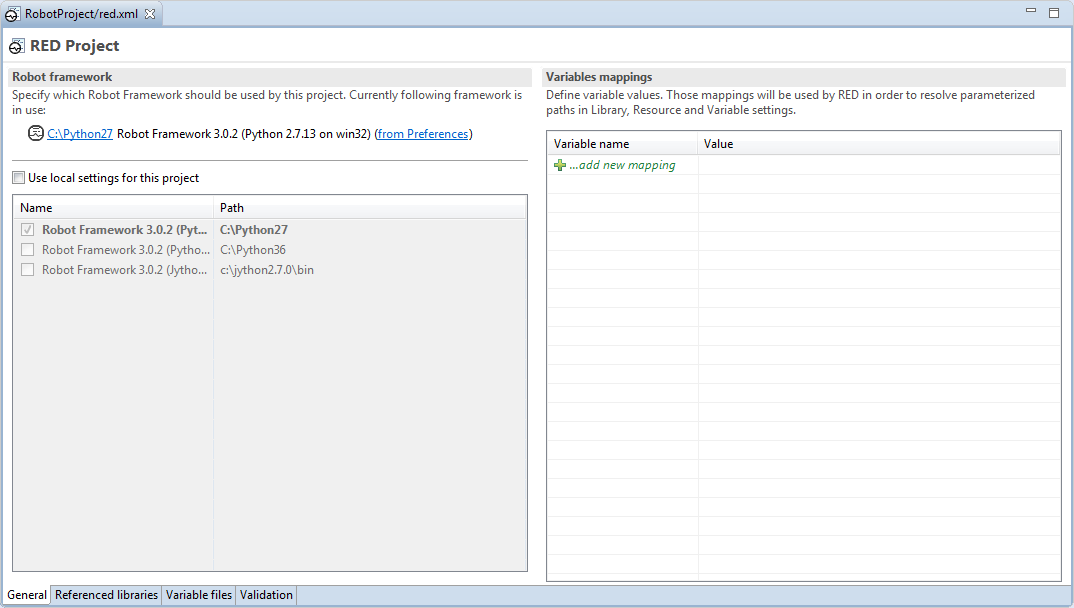 RobotProject/red.xml
RED Project
Robot framework
Specify which Robot Framework should be used by this project. Currently following framework is
in use:
C:\Python27 Robot Framework 3.0.2 (Python 2.7.13 on win32) (from Preferences)
Use local settings for this project
Name Path
Robot Framework 3.0.2 (Pyt... C:\Python27
Robot Framework 3.0.2 (Pytho... C:\Python36
Robot Framework 3.0.2 (Jytho... c:\jython2.7.0\bin
Variables mappings
Define variable values. Those mappings will be used by RED in order to resolve parameterized
paths in Library, Resource and Variable settings.
Variable name Value
...add new mapping
General Referenced libraries Variable files Validation